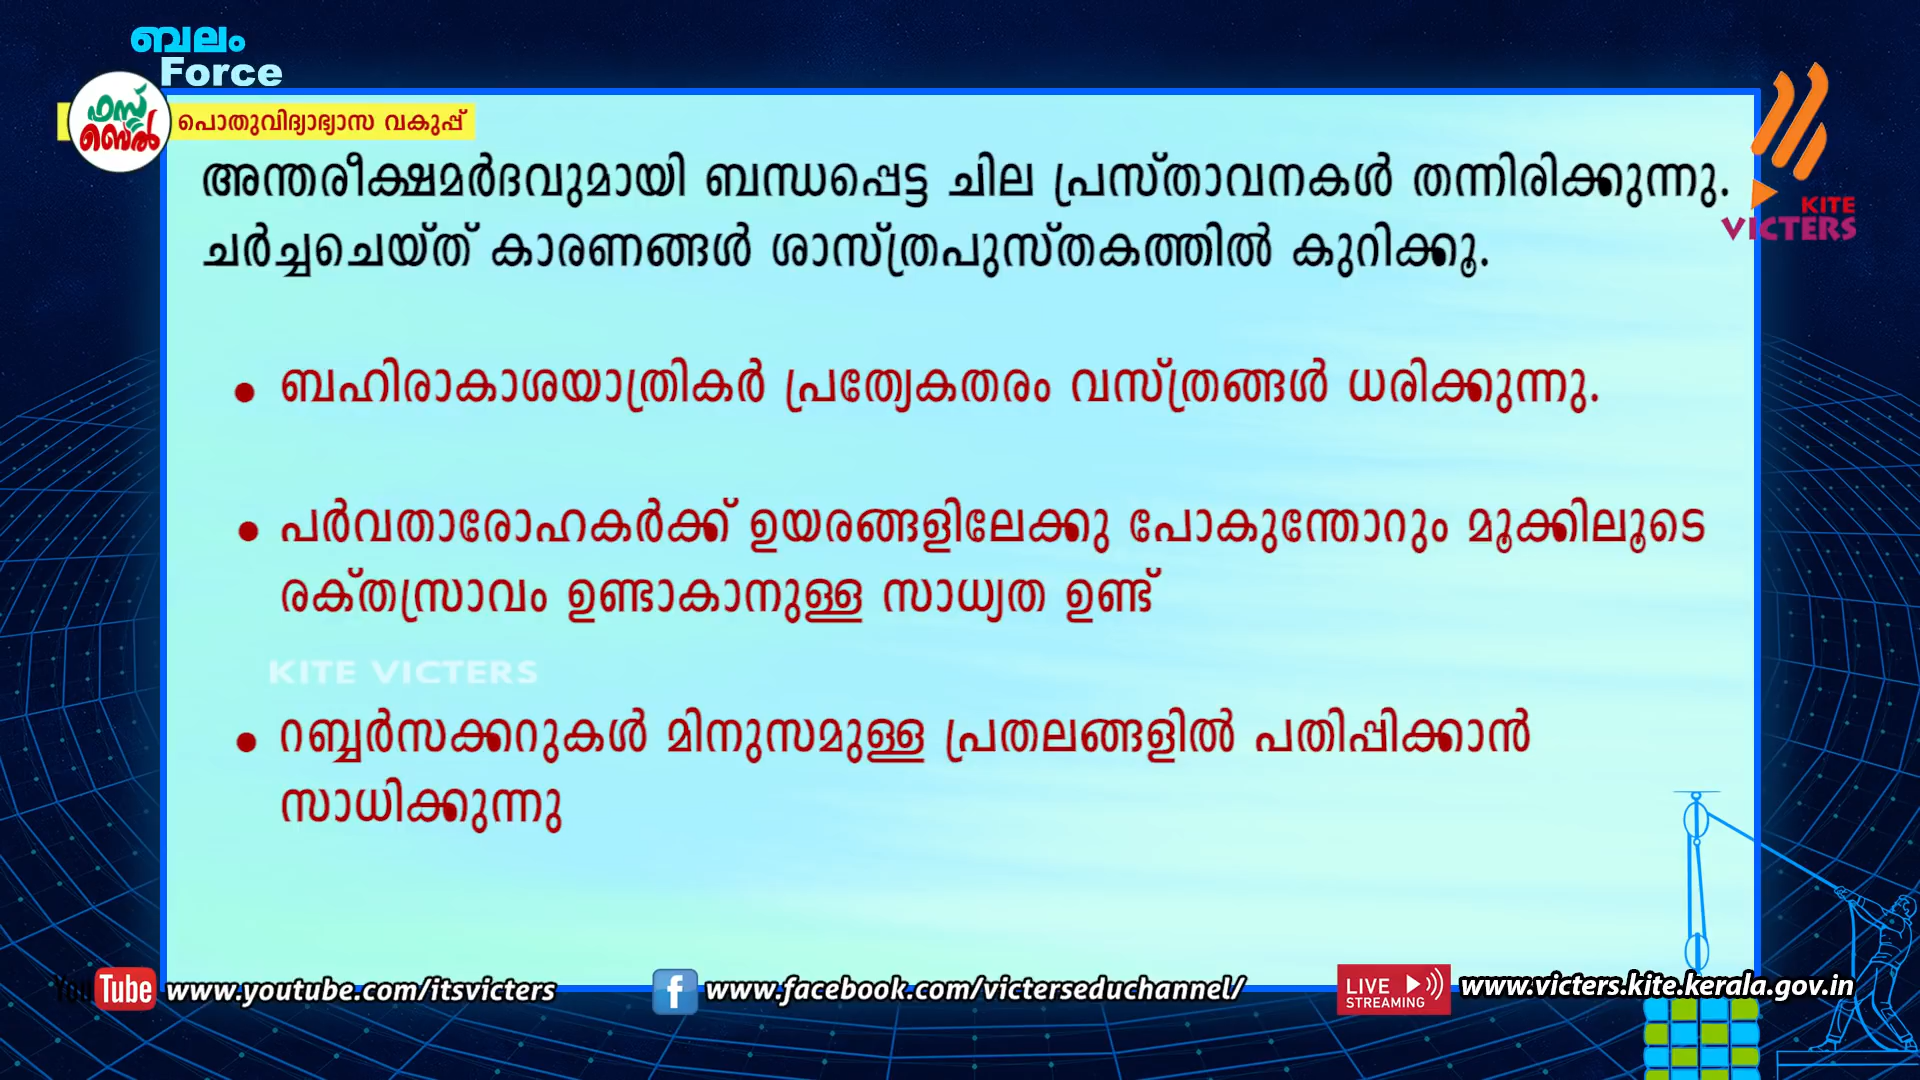 ബലം
Force
ഫസ്റ്റ് ബെൽ
പൊതുവിദ്യാഭ്യാസ വകുപ്പ്
അന്തരീക്ഷമർദവുമായി ബന്ധപ്പെട്ട ചില പ്രസ്താവനകൾ തന്നിരിക്കുന്നു.
ചർച്ചചെയ്ത് കാരണങ്ങൾ ശാസ്ത്രപുസ്തകത്തിൽ കുറിക്കൂ.
KITE
VICTERS
• ബഹിരാകാശയാത്രികർ പ്രത്യേകതരം വസ്ത്രങ്ങൾ ധരിക്കുന്നു.
• പർവതാരോഹകർക്ക് ഉയരങ്ങളിലേക്കു പോകുന്തോറും മൂക്കിലൂടെ
രക്തസ്രാവം ഉണ്ടാകാനുള്ള സാധ്യത ഉണ്ട്
KITE VICTERS
• റബ്ബർസക്കറുകൾ മിനുസമുള്ള പ്രതലങ്ങളിൽ പതിപ്പിക്കാൻ
സാധിക്കുന്നു
YouTube www.youtube.com/itsvicters
f www.facebook.com/victerseduchannel/
LIVE STREAMING www.victers.kite.kerala.gov.in